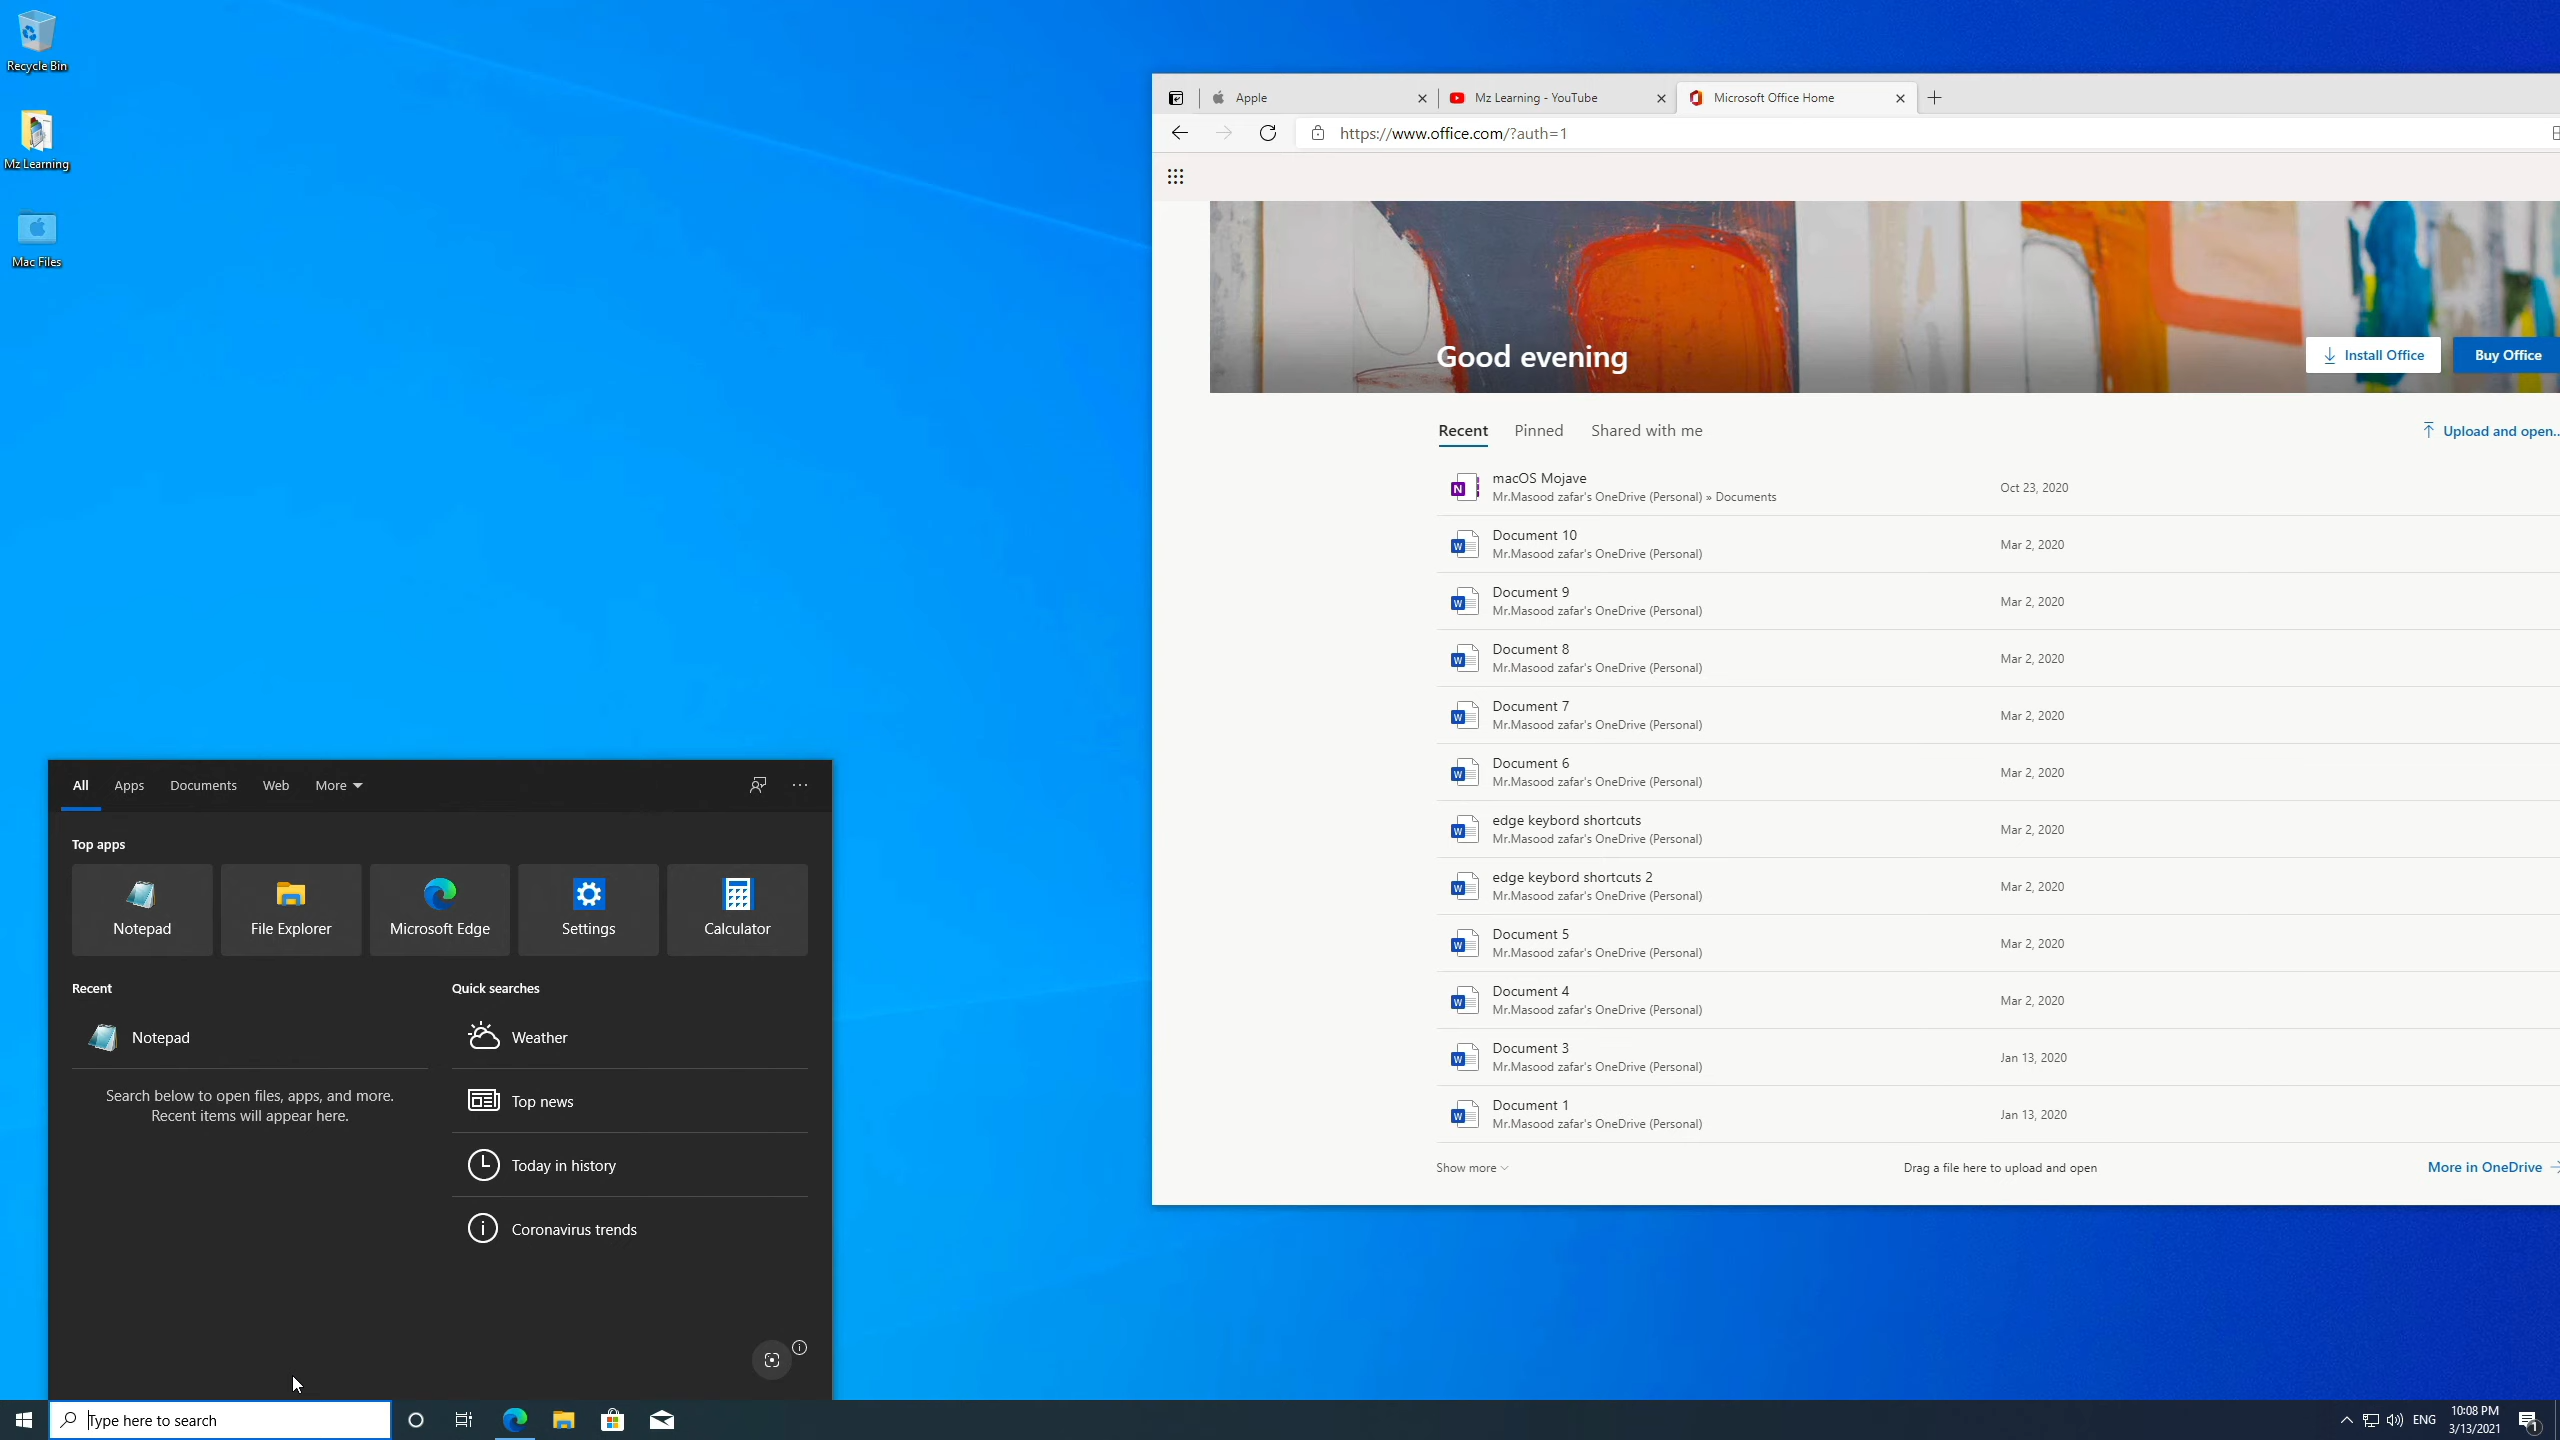 Recycle Bin
Mz Learning
Mac Files
Apple
Mz Learning - YouTube
Microsoft Office Home
https://www.office.com/?auth=1
Good evening
Install Office
Buy Office
Recent
Pinned
Shared with me
Upload and open..
macOS Mojave
Mr.Masood zafar's OneDrive (Personal) » Documents
Oct 23, 2020
Document 10
Mr.Masood zafar's OneDrive (Personal)
Mar 2, 2020
Document 9
Mr.Masood zafar's OneDrive (Personal)
Mar 2, 2020
Document 8
Mr.Masood zafar's OneDrive (Personal)
Mar 2, 2020
Document 7
Mr.Masood zafar's OneDrive (Personal)
Mar 2, 2020
Document 6
Mr.Masood zafar's OneDrive (Personal)
Mar 2, 2020
edge keybord shortcuts
Mr.Masood zafar's OneDrive (Personal)
Mar 2, 2020
edge keybord shortcuts 2
Mr.Masood zafar's OneDrive (Personal)
Mar 2, 2020
Document 5
Mr.Masood zafar's OneDrive (Personal)
Mar 2, 2020
Document 4
Mr.Masood zafar's OneDrive (Personal)
Mar 2, 2020
Document 3
Mr.Masood zafar's OneDrive (Personal)
Jan 13, 2020
Document 1
Mr.Masood zafar's OneDrive (Personal)
Jan 13, 2020
Show more
Drag a file here to upload and open
More in OneDrive
All
Apps
Documents
Web
More
Top apps
Notepad
File Explorer
Microsoft Edge
Settings
Calculator
Recent
Notepad
Search below to open files, apps, and more.
Recent items will appear here.
Quick searches
Weather
Top news
Today in history
Coronavirus trends
Type here to search
ENG
10:08 PM
3/13/2021
1